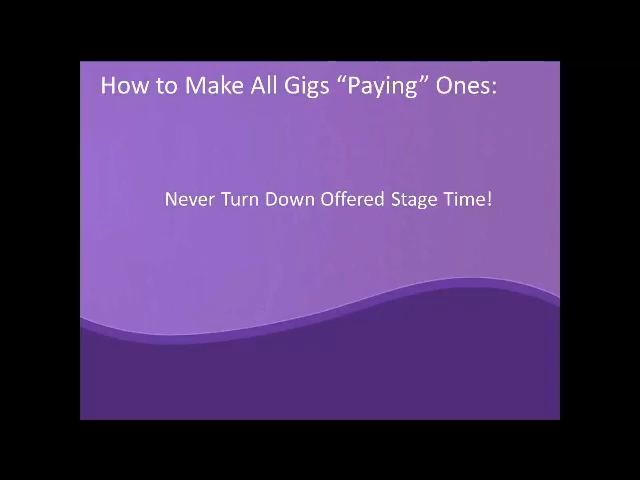 How to Make All Gigs “Paying” Ones:
Never Turn Down Offered Stage Time!